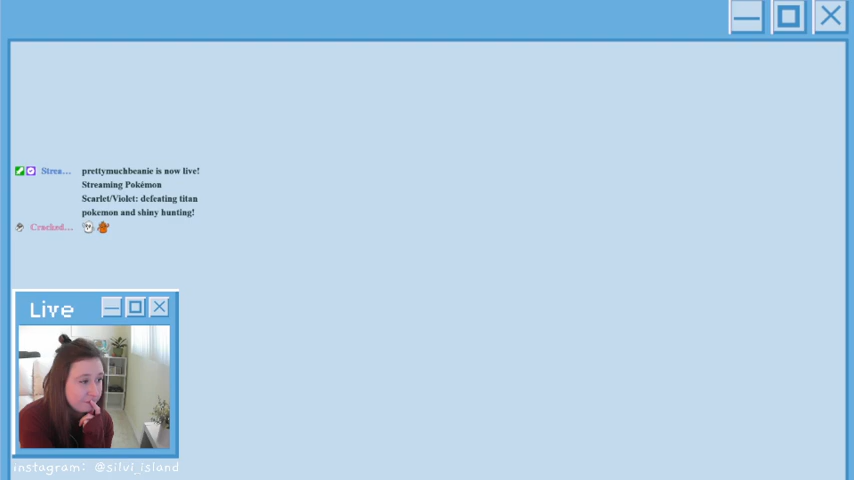 Strea... prettymuchbeanie is now live!
Streaming Pokémon
Scarlet/Violet: defeating titan
pokemon and shiny hunting!
Cracked...
Live
instagram: @silvi_island